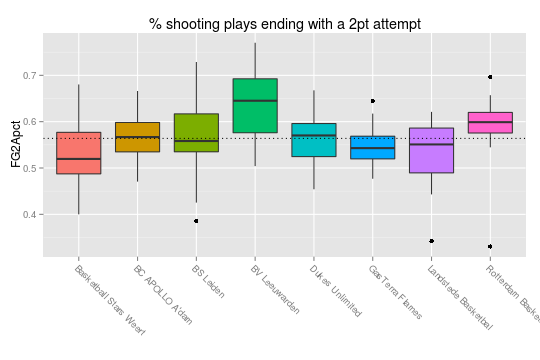 % shooting plays ending with a 2pt attempt
FG2Apct
0.7
0.6
0.5
0.4
Basketball Stars Weert
BC APOLLO A'dam
BS Leiden
BV Leeuwarden
Dukes Unlimited
GasTerra Flames
Landstede Basketbal
Rotterdam Baske